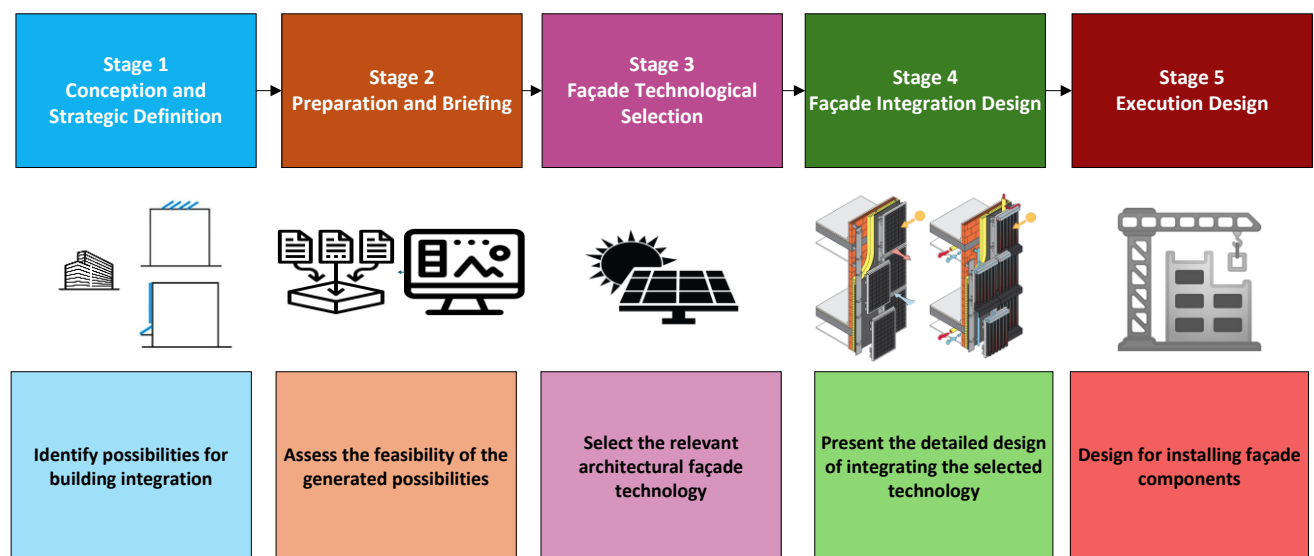 Stage 1
Conception and
Strategic Definition
Stage 2
Preparation and Briefing
Stage 3
Façade Technological
Selection
Stage 4
Façade Integration Design
Stage 5
Execution Design
Identify possibilities for
building integration
Assess the feasibility of the
generated possibilities
Select the relevant
architectural façade
technology
Present the detailed design
of integrating the selected
technology
Design for installing façade
components